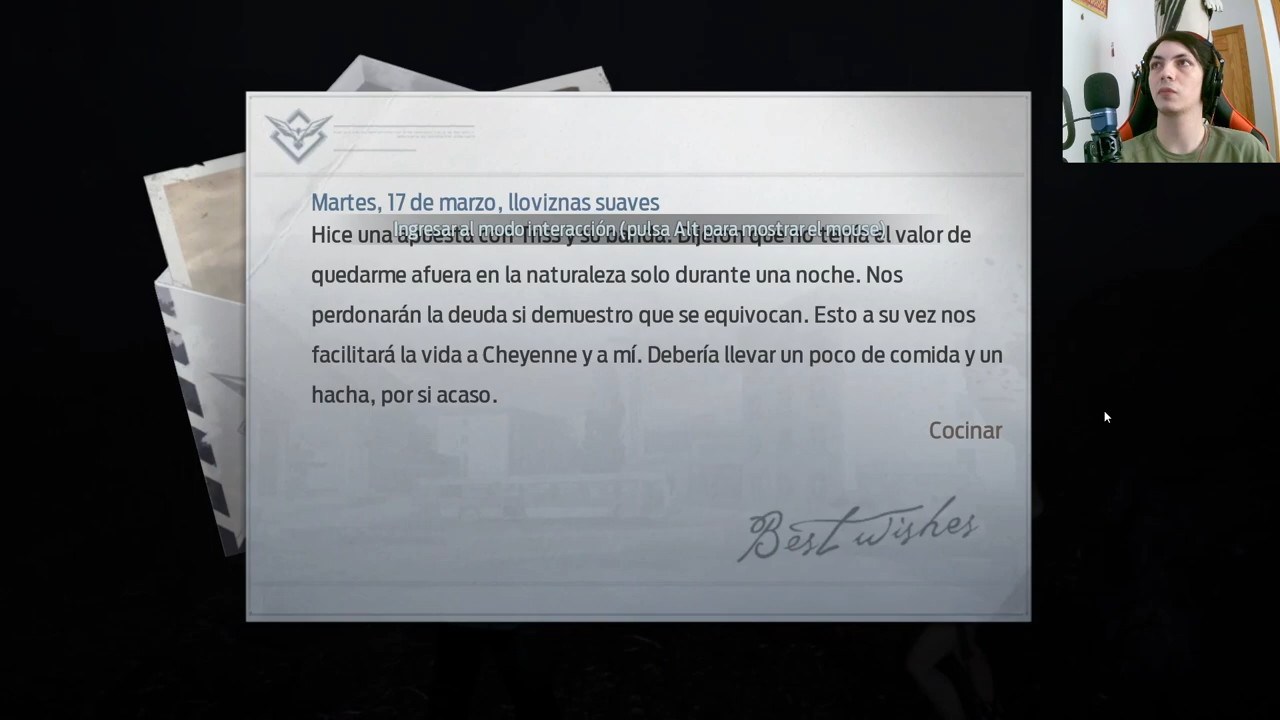 Martes, 17 de marzo, lloviznas suaves
Ingresar al modo interacción (pulsa Alt para mostrar el mouse)
Hice una apuesta con Triss y su banda. Dijeron que no tenía el valor de
quedarme afuera en la naturaleza solo durante una noche. Nos
perdonarán la deuda si demuestro que se equivocan. Esto a su vez nos
facilitará la vida a Cheyenne y a mí. Debería llevar un poco de comida y un
hacha, por si acaso.
Cocinar
Best wishes